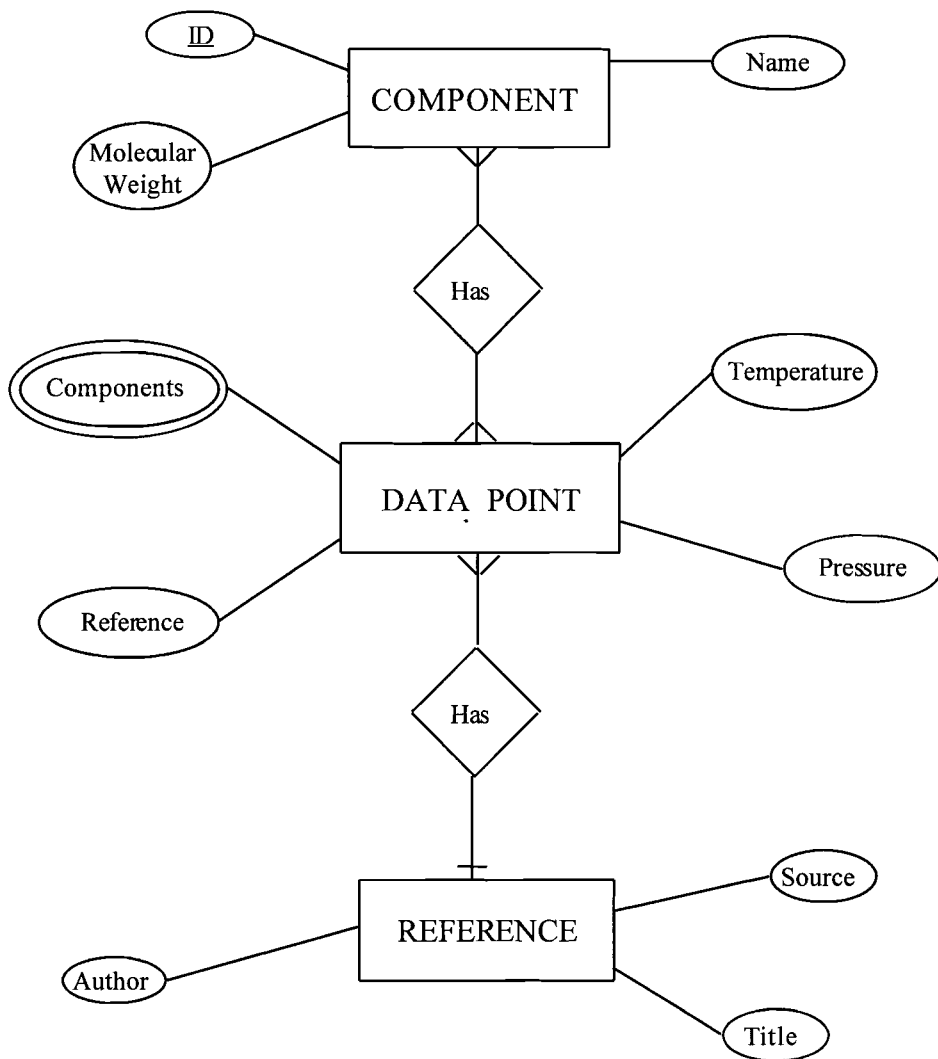 ID
Name
COMPONENT
Molecular
Weight
Has
Components
Temperature
DATA POINT
Pressure
Reference
Has
Source
REFERENCE
Author
Title